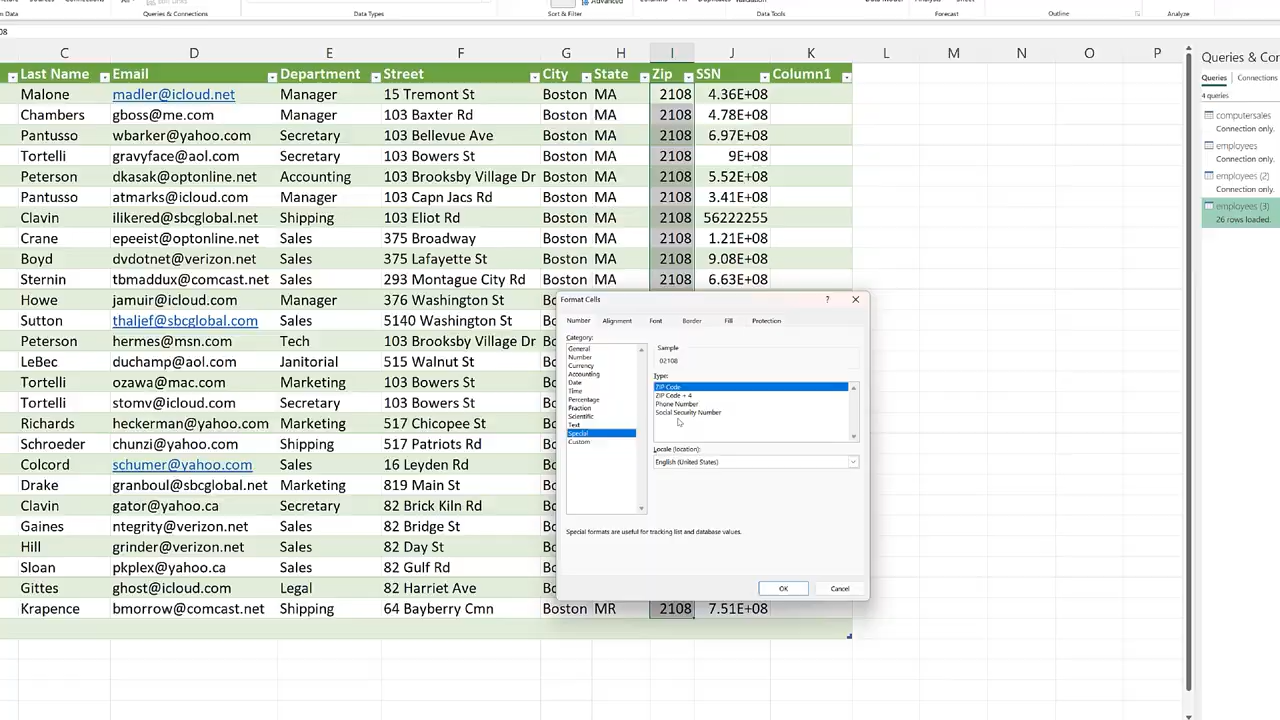 Queries & Connections
Data Types
Sort & Filter
Advanced
Data Tools
Forecast
Outline
Analyze
08
C D E F G H I J K L M N O P
Last Name Email Department Street City State Zip SSN Column1
Malone madler@icloud.net Manager 15 Tremont St Boston MA 2108 4.36E+08
Chambers gboss@me.com Manager 103 Baxter Rd Boston MA 2108 4.78E+08
Pantusso wbarker@yahoo.com Secretary 103 Bellevue Ave Boston MA 2108 6.97E+08
Tortelli gravyface@aol.com Secretary 103 Bowers St Boston MA 2108 9E+08
Peterson dkasak@optonline.net Accounting 103 Brooksby Village Dr Boston MA 2108 5.52E+08
Pantusso atmarks@icloud.com Manager 103 Capn Jacs Rd Boston MA 2108 3.41E+08
Clavin ilikered@sbcglobal.net Shipping 103 Eliot Rd Boston MA 2108 56222255
Crane epeeist@optonline.net Sales 375 Broadway Boston MA 2108 1.21E+08
Boyd dvdotnet@verizon.net Sales 375 Lafayette St Boston MA 2108 9.08E+08
Sternin tbmaddux@comcast.net Sales 293 Montague City Rd Boston MA 2108 6.63E+08
Howe jamuir@icloud.com Manager 376 Washington St
Sutton thaljef@sbcglobal.com Sales 5140 Washington St
Peterson hermes@msn.com Tech 103 Brooksby Village Dr
LeBec duchamp@aol.com Janitorial 515 Walnut St
Tortelli ozawa@mac.com Marketing 103 Bowers St
Tortelli stomv@icloud.com Sales 103 Bowers St
Richards heckerman@yahoo.com Marketing 517 Chicopee St
Schroeder chunzi@yahoo.com Shipping 517 Patriots Rd
Colcord schumer@yahoo.com Sales 16 Leyden Rd
Drake granboul@sbcglobal.net Marketing 819 Main St
Clavin gator@yahoo.ca Secretary 82 Brick Kiln Rd
Gaines ntegrity@verizon.net Sales 82 Bridge St
Hill grinder@verizon.net Sales 82 Day St
Sloan pkplex@yahoo.ca Sales 82 Gulf Rd
Gittes ghost@icloud.com Legal 82 Harriet Ave
Krapence bmorrow@comcast.net Shipping 64 Bayberry Cmn Boston MR 2108 7.51E+08
Format Cells ?
Number Alignment Font Border Fill Protection
Category:
General
Number
Currency
Accounting
Date
Time
Percentage
Fraction
Scientific
Text
Special
Custom
Sample
02108
Type:
ZIP Code
ZIP Code + 4
Phone Number
Social Security Number
Locale (location):
English (United States)
Special formats are useful for tracking list and database values.
OK Cancel
Queries & Con
Queries Connections
4 queries
computersales
Connection only.
employees
Connection only.
employees (2)
Connection only.
employees (3)
26 rows loaded.